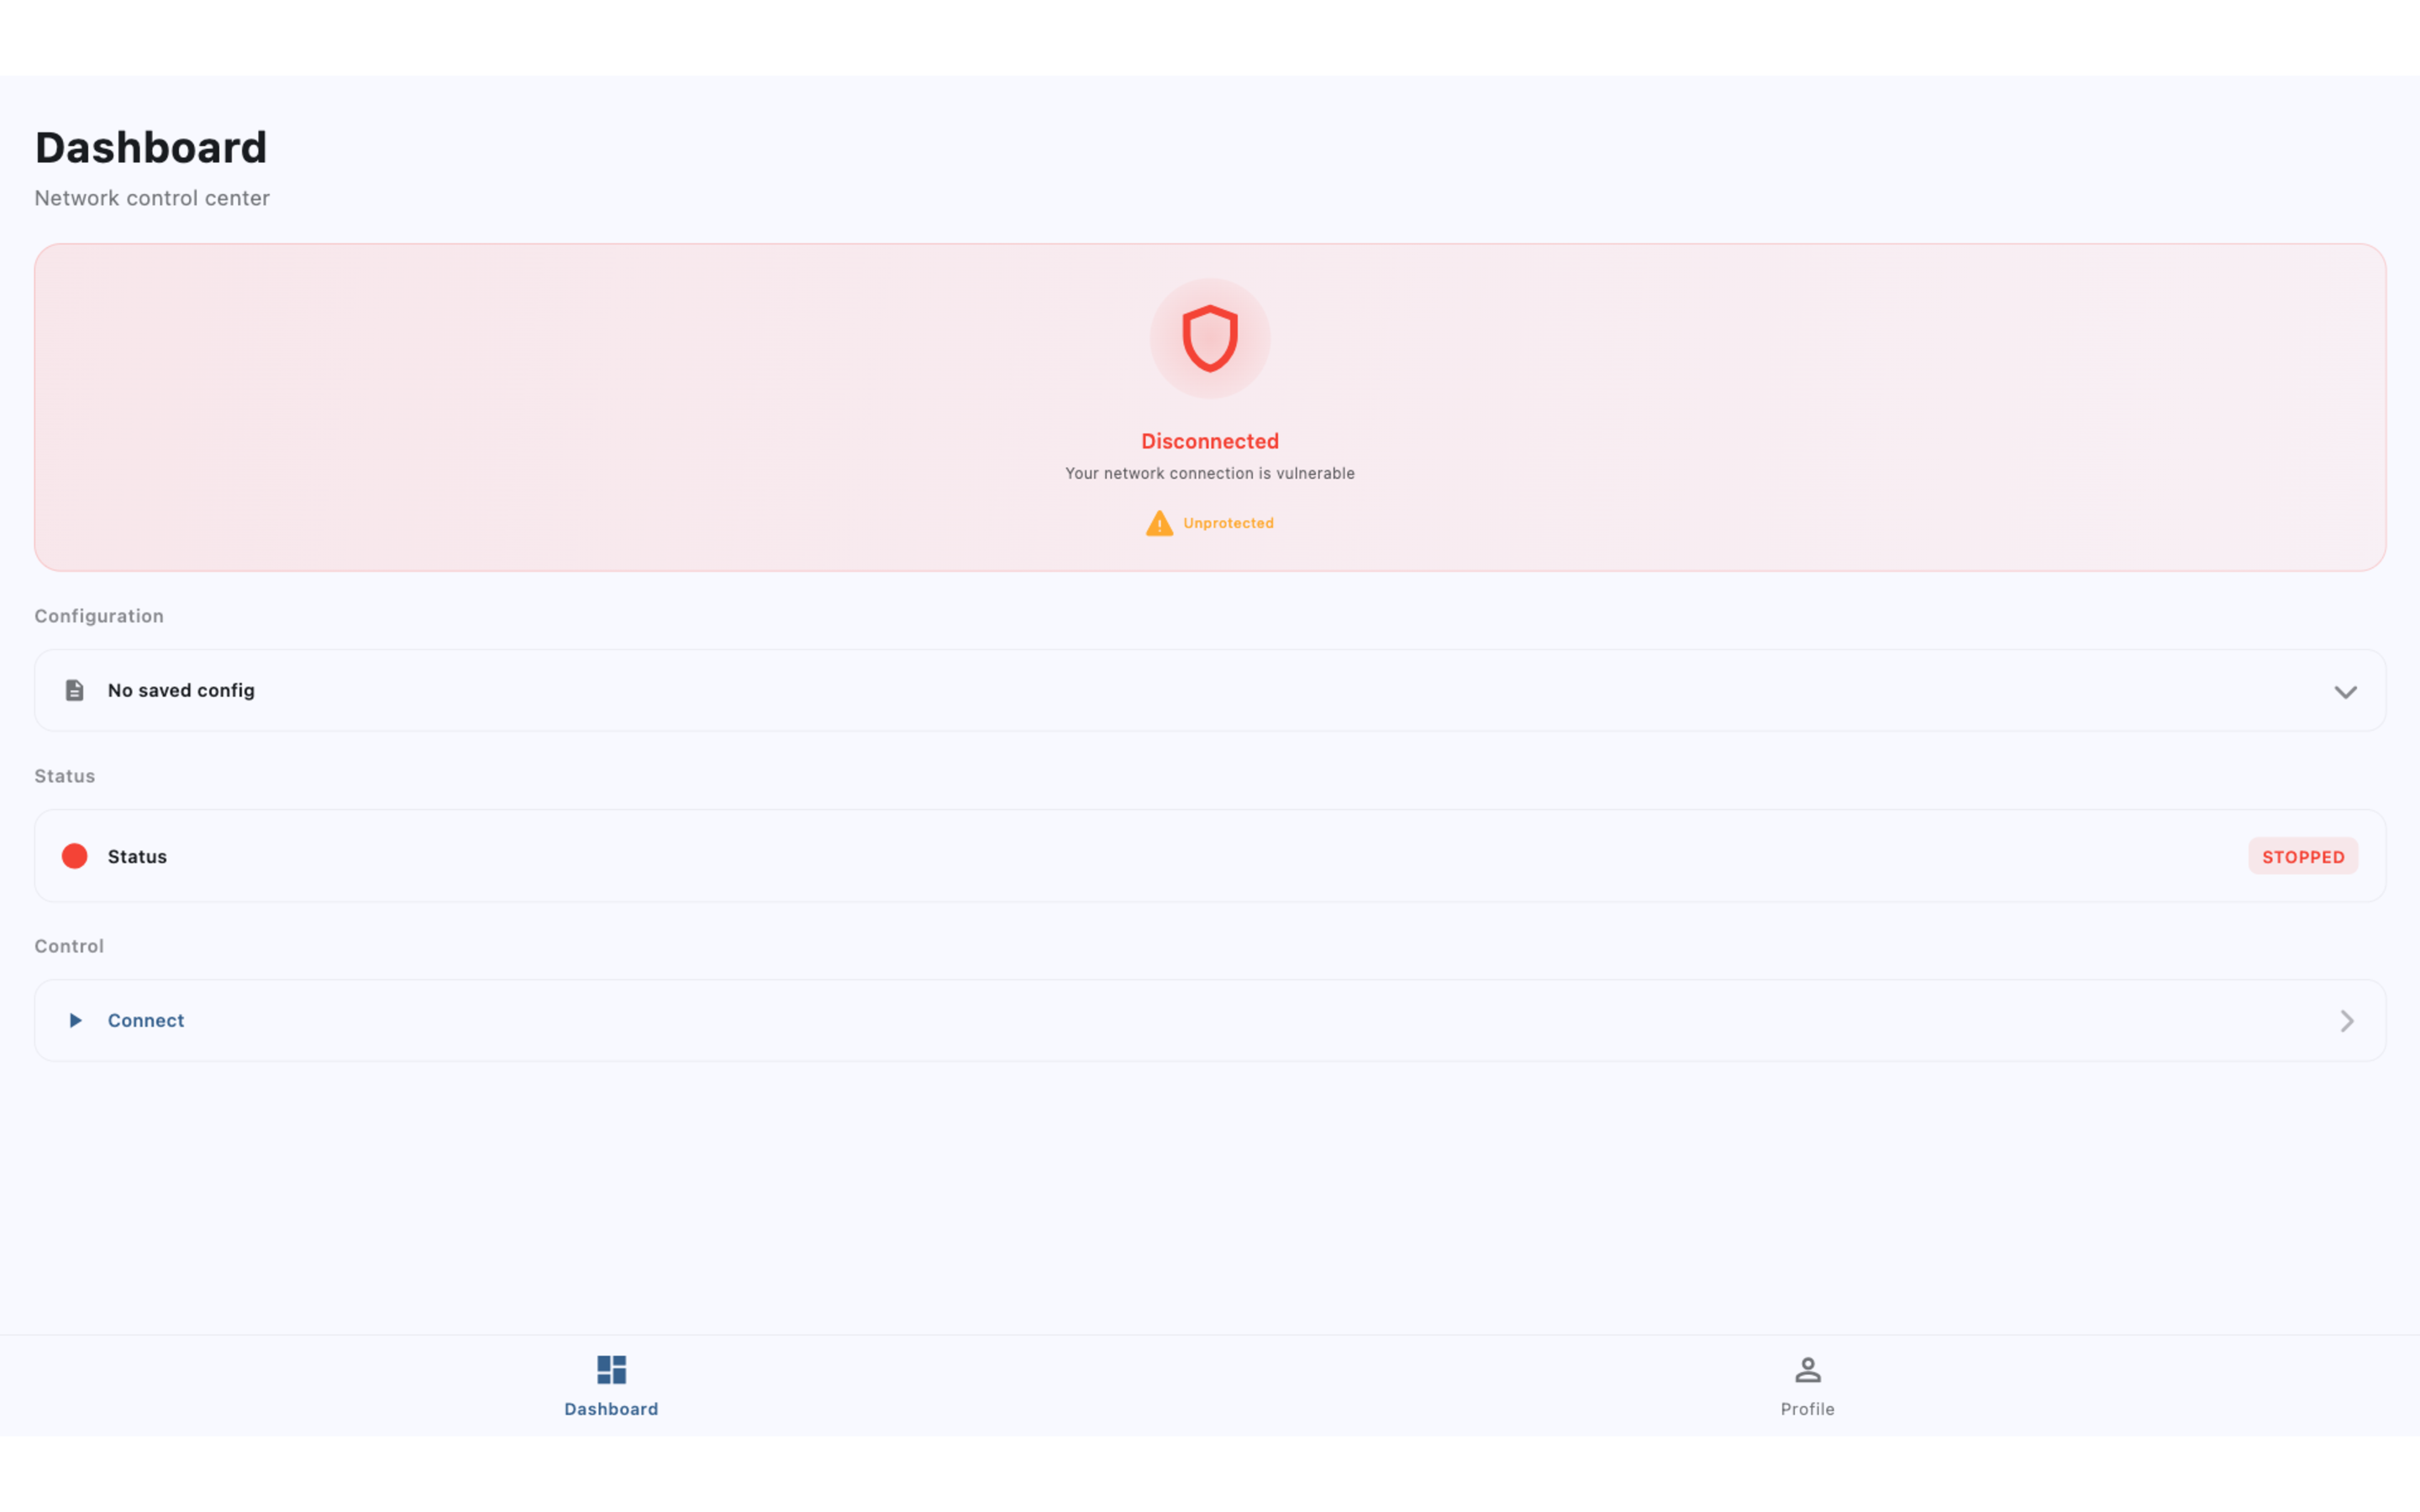 Dashboard
Network control center
Disconnected
Your network connection is vulnerable
Unprotected
Configuration
No saved config
Status
Status
STOPPED
Control
Connect
Dashboard
Profile